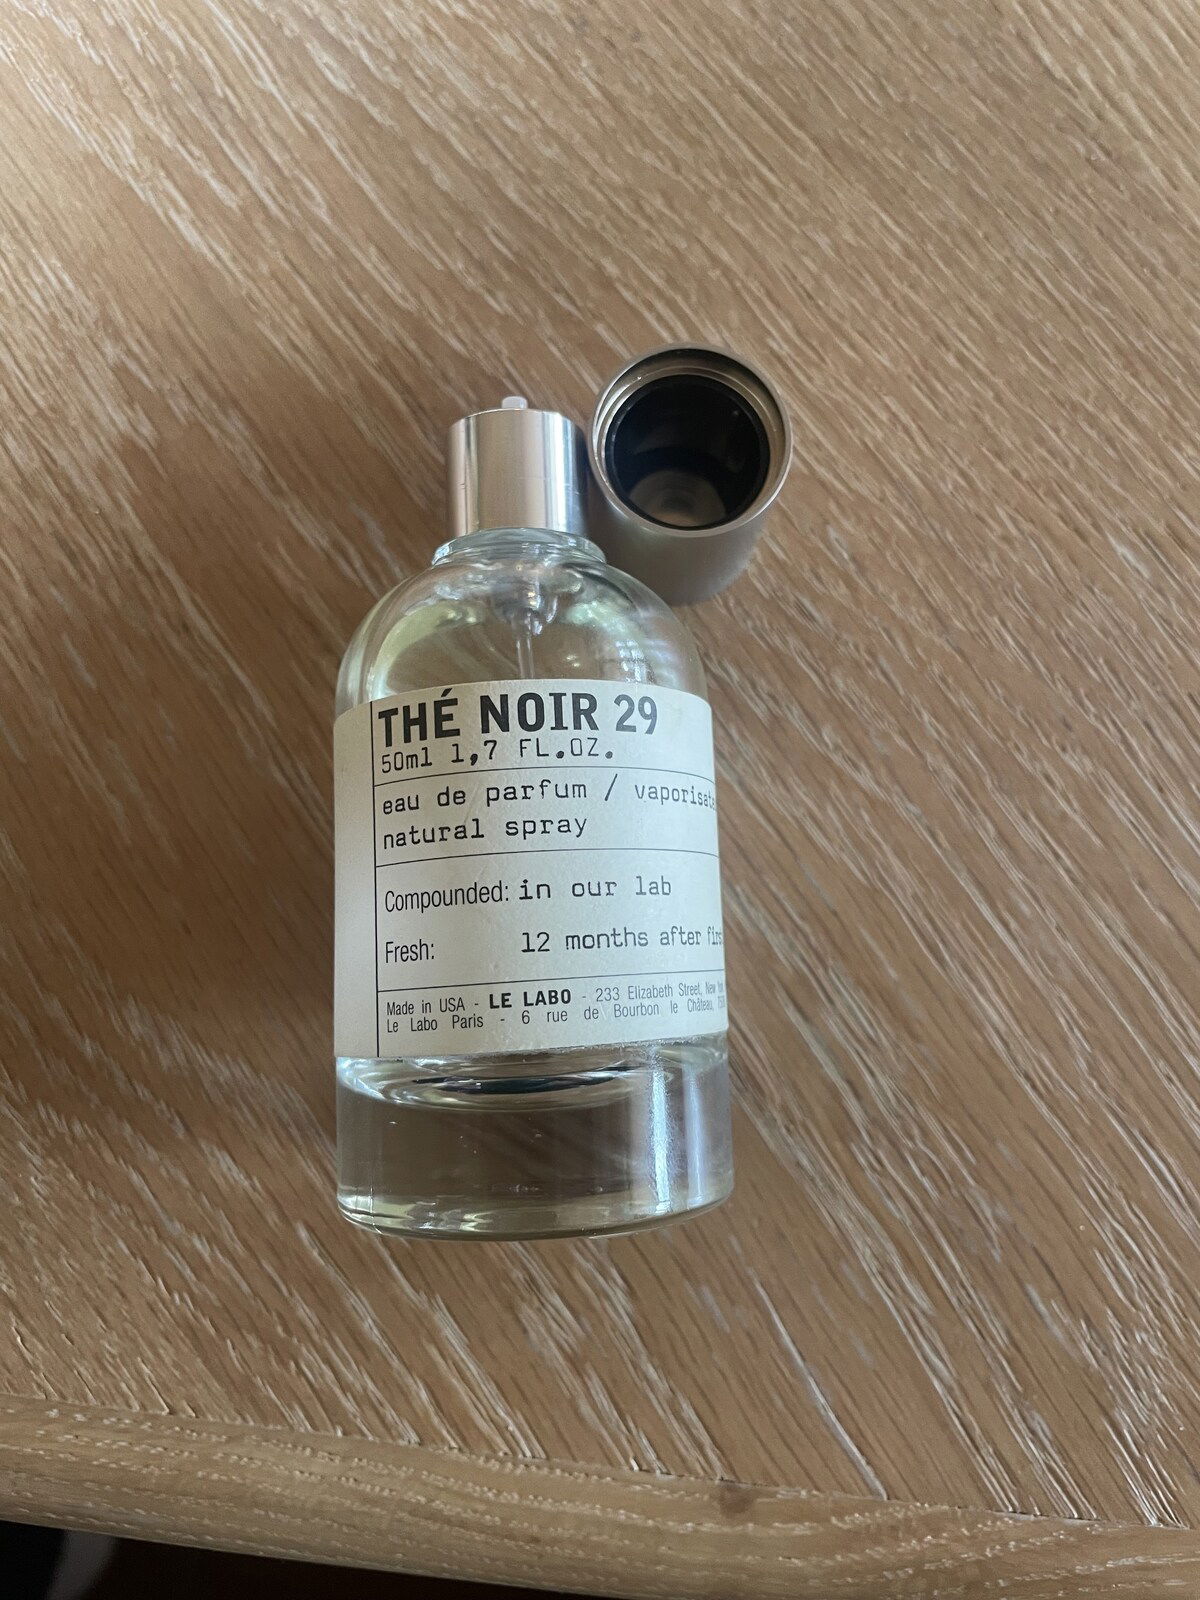 THÉ NOIR 29
50ml 1,7 FL.OZ.
eau de parfum /
natural spray
Compounded: in our lab
Fresh: 12 months after
Made in USA - LE LABO - 233 Elizabeth Street, New
Le Labo Paris - 6 rue de Bourbon le Château,